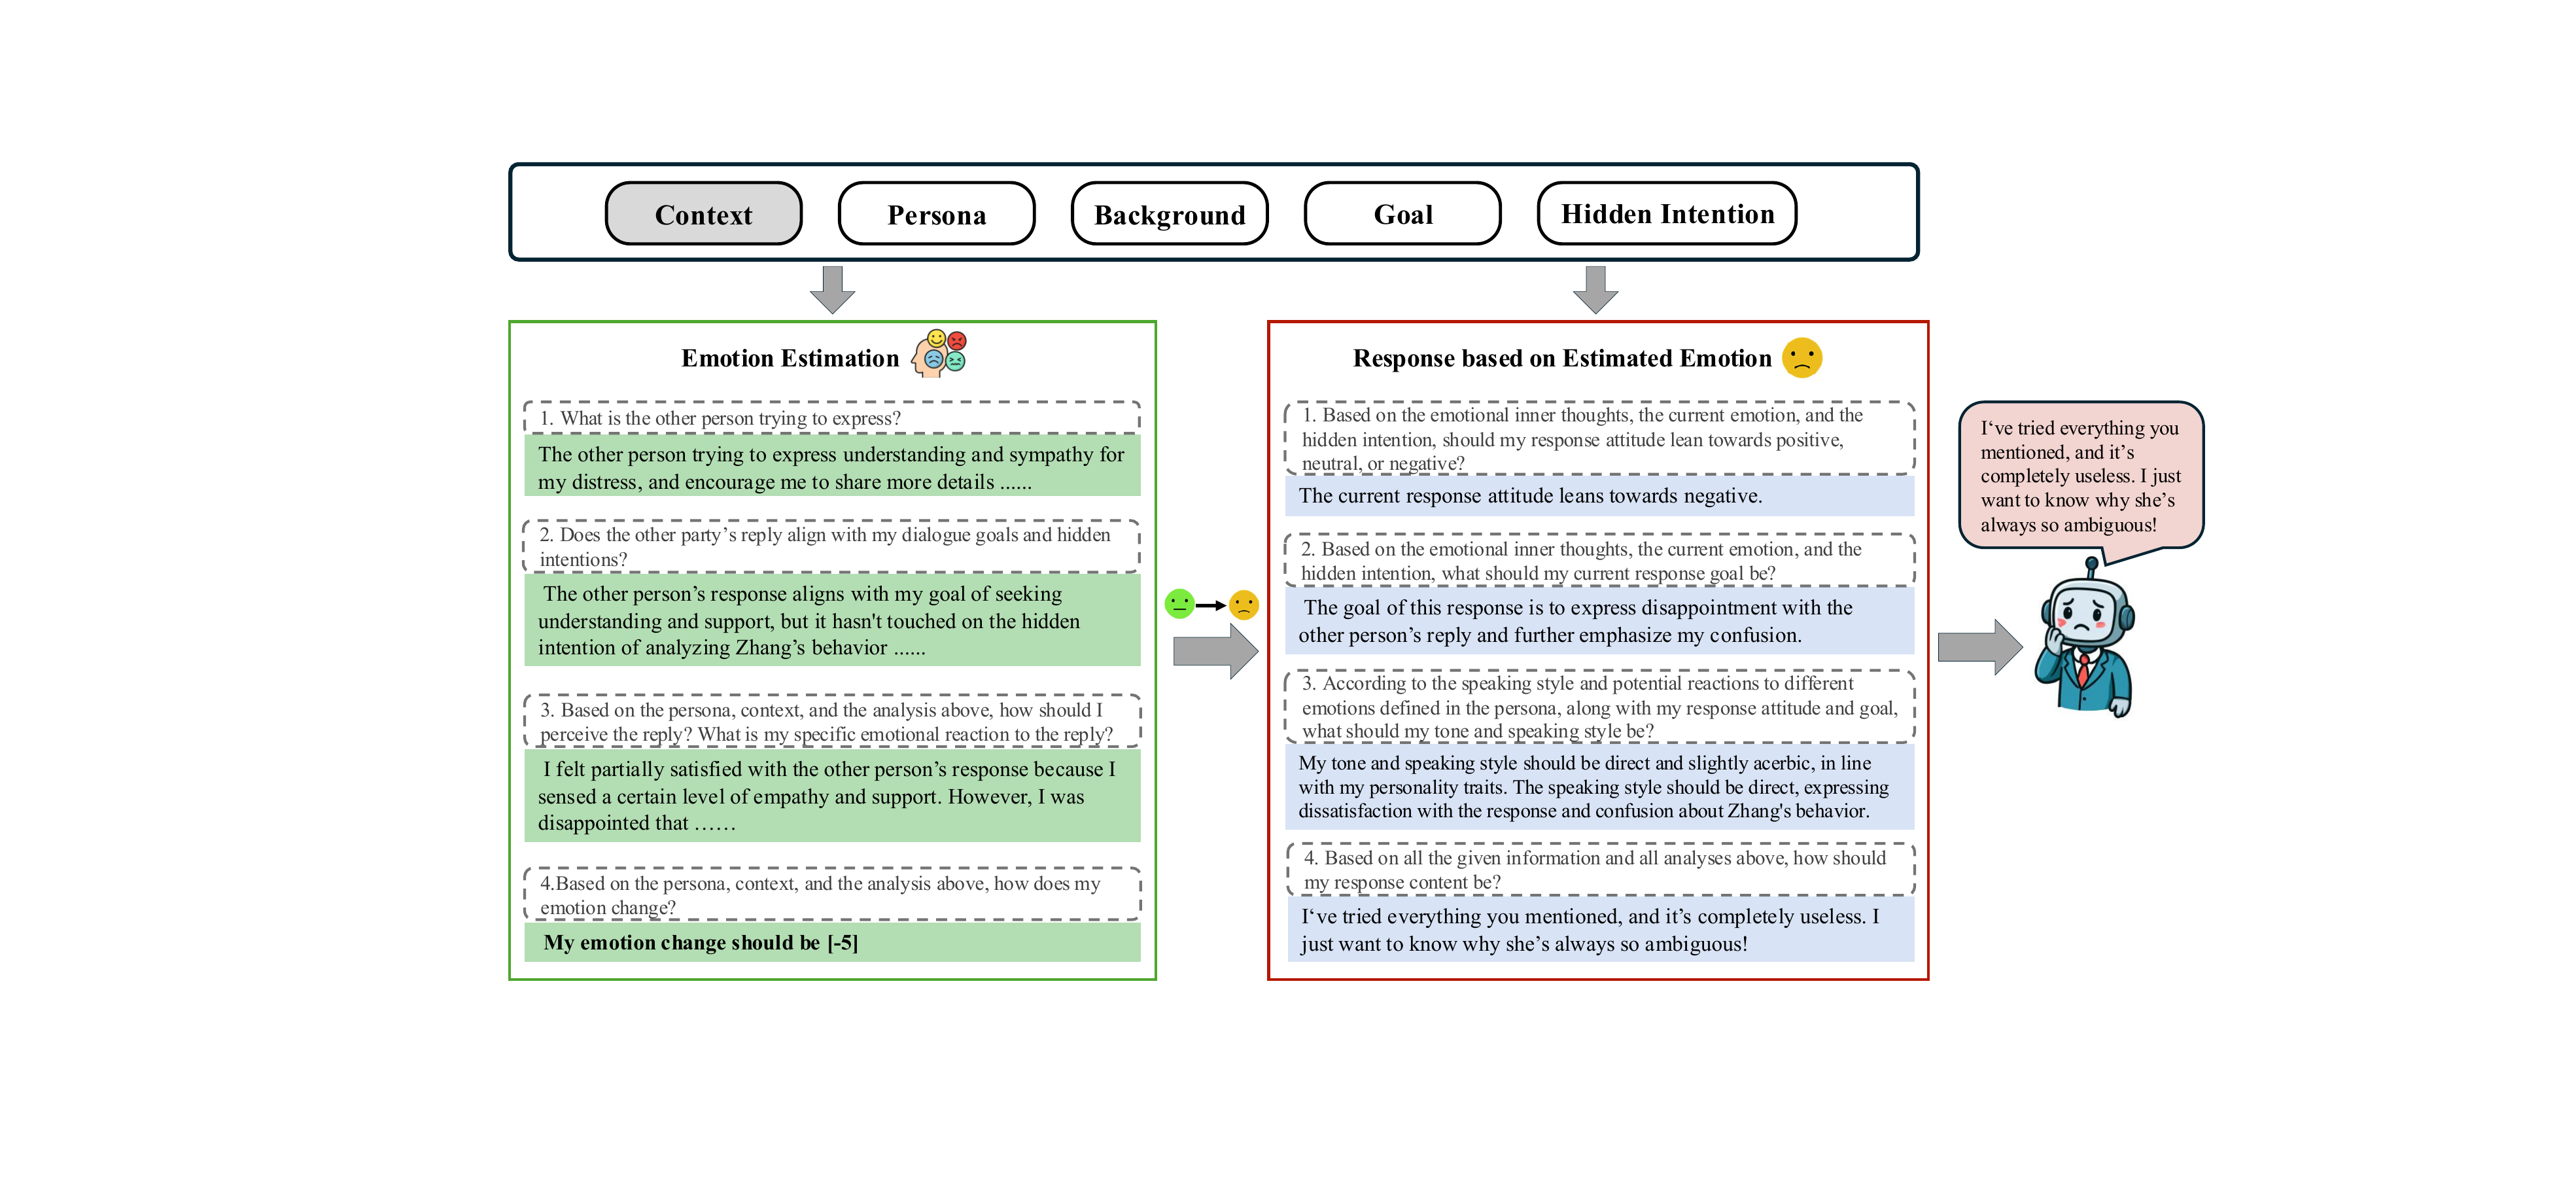 Context
Persona
Background
Goal
Hidden Intention
Emotion Estimation
1. What is the other person trying to express?
The other person trying to express understanding and sympathy for
my distress, and encourage me to share more details ......
2. Does the other party’s reply align with my dialogue goals and hidden
intentions?
The other person’s response aligns with my goal of seeking
understanding and support, but it hasn't touched on the hidden
intention of analyzing Zhang’s behavior ......
3. Based on the persona, context, and the analysis above, how should I
perceive the reply? What is my specific emotional reaction to the reply?
I felt partially satisfied with the other person’s response because I
sensed a certain level of empathy and support. However, I was
disappointed that ……
4.Based on the persona, context, and the analysis above, how does my
emotion change?
My emotion change should be [-5]
Response based on Estimated Emotion
1. Based on the emotional inner thoughts, the current emotion, and the
hidden intention, should my response attitude lean towards positive,
neutral, or negative?
The current response attitude leans towards negative.
2. Based on the emotional inner thoughts, the current emotion, and the
hidden intention, what should my current response goal be?
The goal of this response is to express disappointment with the
other person’s reply and further emphasize my confusion.
3. According to the speaking style and potential reactions to different
emotions defined in the persona, along with my response attitude and goal,
what should my tone and speaking style be?
My tone and speaking style should be direct and slightly acerbic, in line
with my personality traits. The speaking style should be direct, expressing
dissatisfaction with the response and confusion about Zhang's behavior.
4. Based on all the given information and all analyses above, how should
my response content be?
I‘ve tried everything you mentioned, and it’s completely useless. I
just want to know why she’s always so ambiguous!
I‘ve tried everything you
mentioned, and it’s
completely useless. I just
want to know why she’s
always so ambiguous!